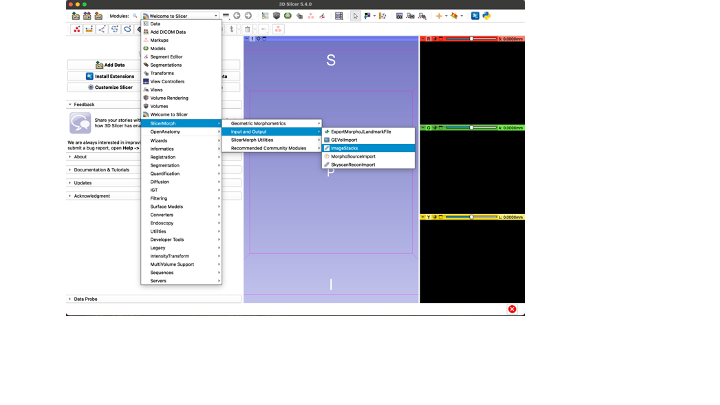 3D Slicer 5.4.0
Modules:
Welcome to Slicer
Data
Add DICOM Data
Markups
Models
Segment Editor
Segmentations
Transforms
View Controllers
Views
Volume Rendering
Volumes
Welcome to Slicer
SlicerMorph
OpenAnatomy
Wizards
Informatics
Registration
Segmentation
Quantification
Diffusion
IGT
Filtering
Surface Models
Converters
Endoscopy
Utilities
Developer Tools
Legacy
IntensityTransform
MultiVolume Support
Sequences
Servers
Geometric Morphometrics
Input and Output
SlicerMorph Utilities
Recommended Community Modules
ExportMorphoJLandmarkFile
GEVolImport
ImageStacks
MorphoSourceImport
SkyscanReconImport
Add Data
Install Extensions
Customize Slicer
Feedback
Share your stories with
how 3D Slicer has
We are always interested in
submit a bug report, open Help ->
About
Documentation & Tutorials
Updates
Acknowledgment
Data Probe
1
S
P
I
R
S: 0.0000mm
G
0.0000mm
Y
L: 0.0000mm